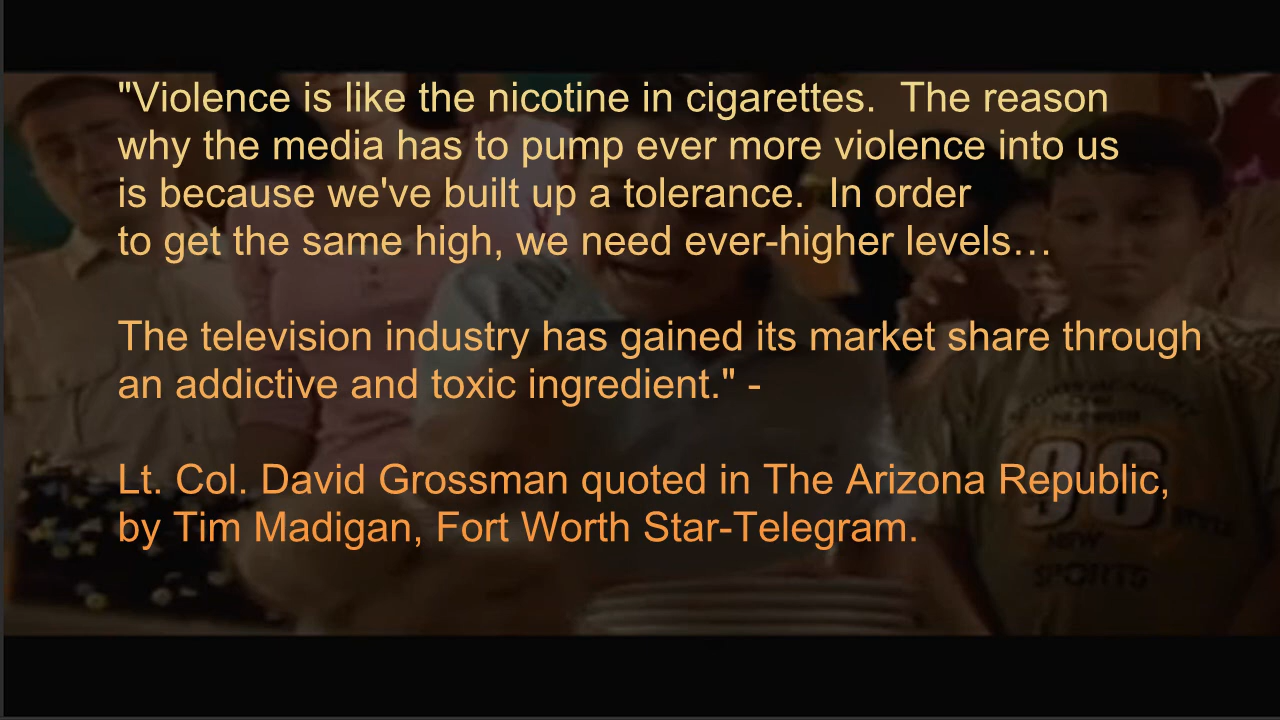 "Violence is like the nicotine in cigarettes.  The reason
why the media has to pump ever more violence into us
is because we've built up a tolerance.  In order
to get the same high, we need ever-higher levels…
The television industry has gained its market share through
an addictive and toxic ingredient." -
Lt. Col. David Grossman quoted in The Arizona Republic,
by Tim Madigan, Fort Worth Star-Telegram.
96
NEW
SPORTS